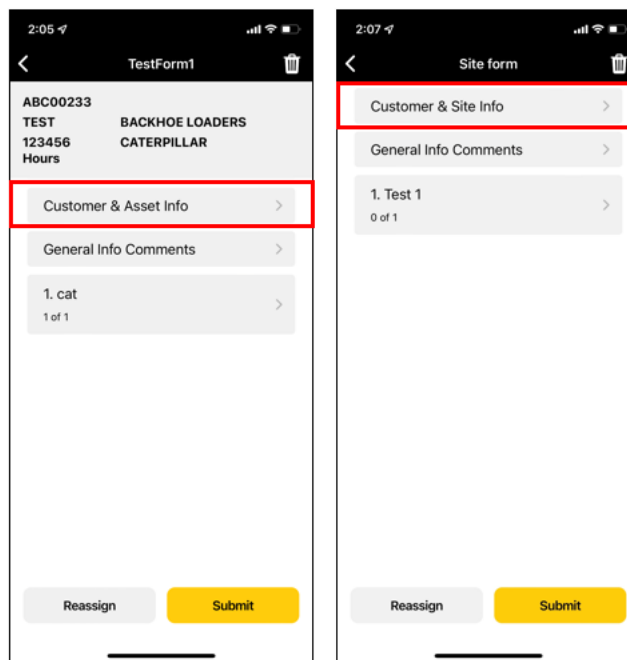 2:05
TestForm1
ABC00233
TEST BACKHOE LOADERS
123456 CATERPILLAR
Hours
Customer & Asset Info
General Info Comments
1. cat
1 of 1
Reassign Submit
2:07
Site form
Customer & Site Info
General Info Comments
1. Test 1
0 of 1
Reassign Submit